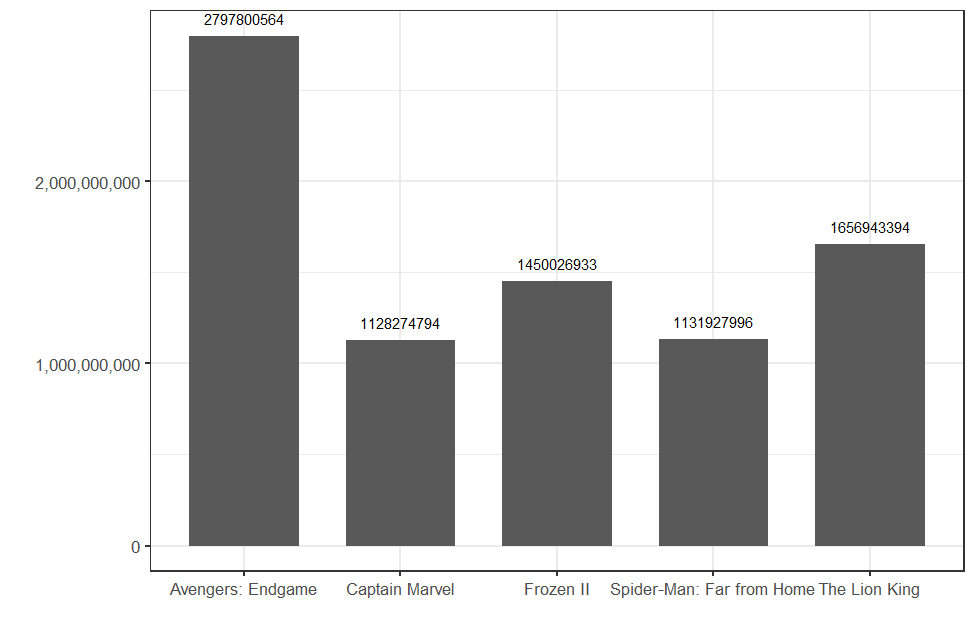 2797800564
2,000,000,000
1656943394
1450026933
1128274794
1131927996
1,000,000,000
0
Avengers: Endgame
Captain Marvel
Frozen II
Spider-Man: Far from Home
The Lion King